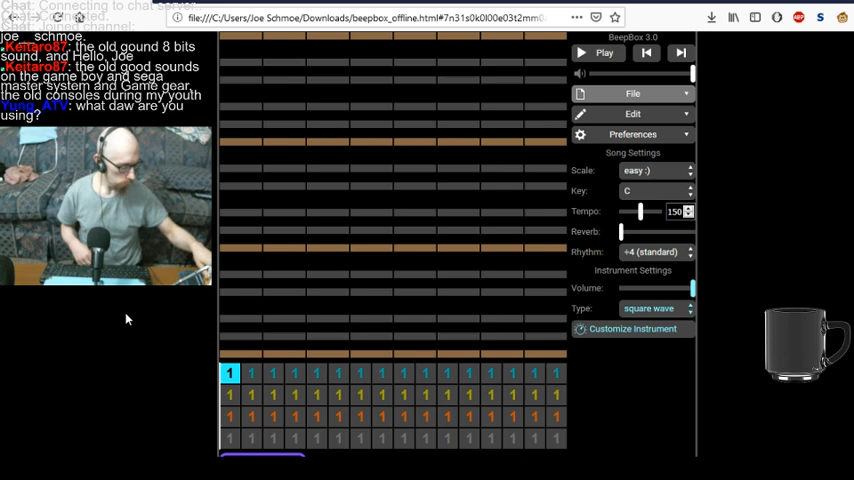 Chat: Connecting to chat server..
Chat: Connected.
Chat: Joined channel:
joe__schmoe.
Keitaro87: the old gound 8 bits
sound, and Hello, Joe
Keitaro87: the old good sounds
on the game boy and sega
master system and Game gear,
the old consoles during my youth
Yung_ATV: what daw are you
using?
file:///C:/Users/Joe Schmoe/Downloads/beepbox_offline.html#7n31s0k0l00e03t2mm0
ABP
S
BeepBox 3.0
Play
File
Edit
Preferences
Song Settings
Scale: easy :)
Key: C
Tempo: 150
Reverb:
Rhythm: ÷4 (standard)
Instrument Settings
Volume:
Type: square wave
Customize Instrument
1 1 1 1 1 1 1 1 1 1 1 1 1 1 1 1
1 1 1 1 1 1 1 1 1 1 1 1 1 1 1 1
1 1 1 1 1 1 1 1 1 1 1 1 1 1 1 1
1 1 1 1 1 1 1 1 1 1 1 1 1 1 1 1